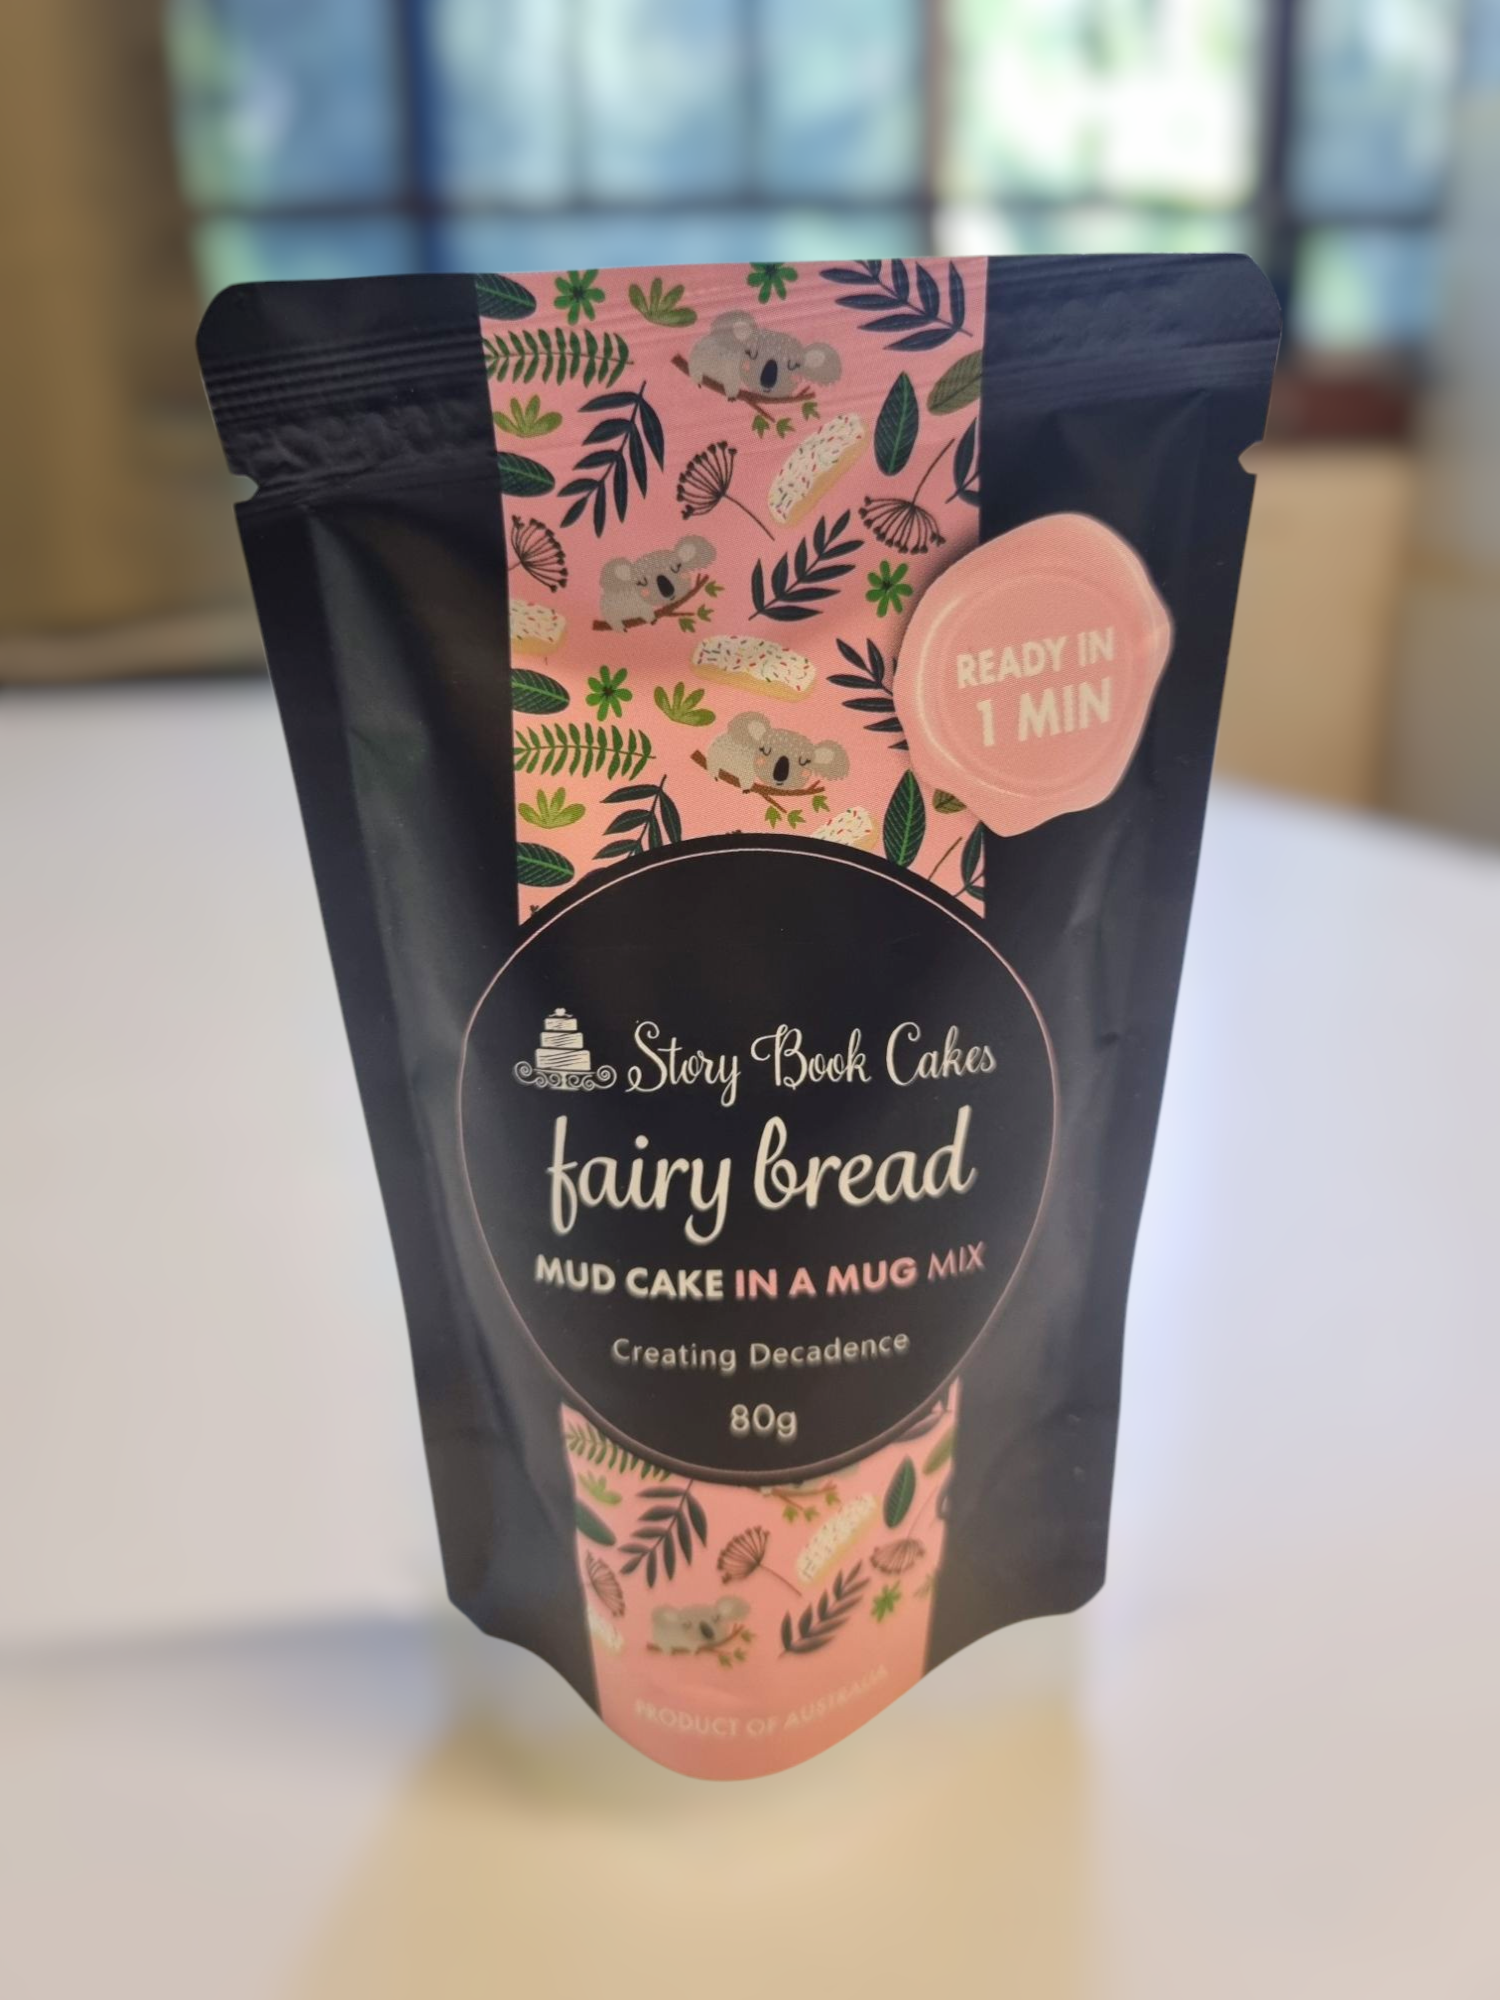 READY IN
1 MIN
Story Book Cakes
fairy bread
MUD CAKE IN A MUG MIX
Creating Decadence
80g
PRODUCT OF AUSTRALIA